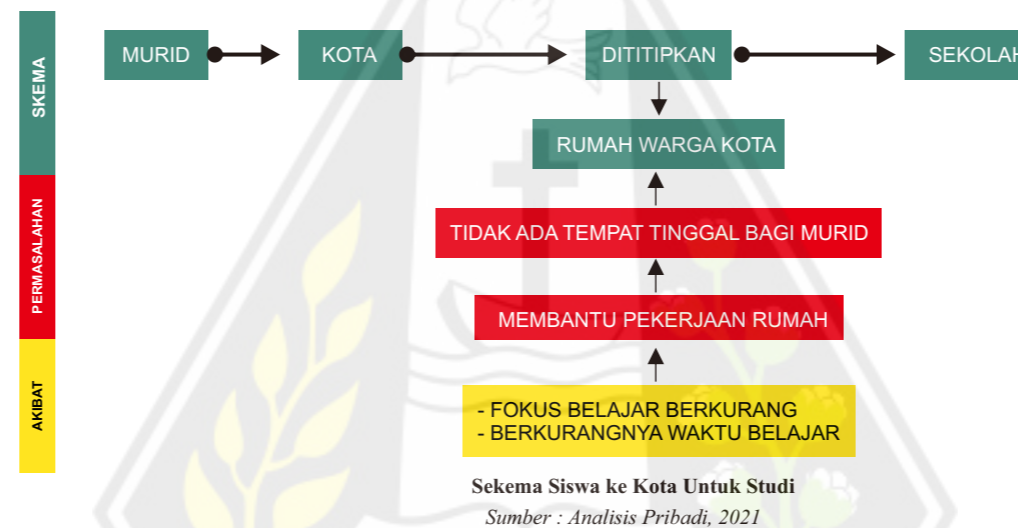 SKEMA
MURID
KOTA
DITITIPKAN
SEKOLAH
RUMAH WARGA KOTA
PERMASALAHAN
TIDAK ADA TEMPAT TINGGAL BAGI MURID
MEMBANTU PEKERJAAN RUMAH
AKIBAT
- FOKUS BELAJAR BERKURANG
- BERKURANGNYA WAKTU BELAJAR
Sekema Siswa ke Kota Untuk Studi
Sumber : Analisis Pribadi, 2021